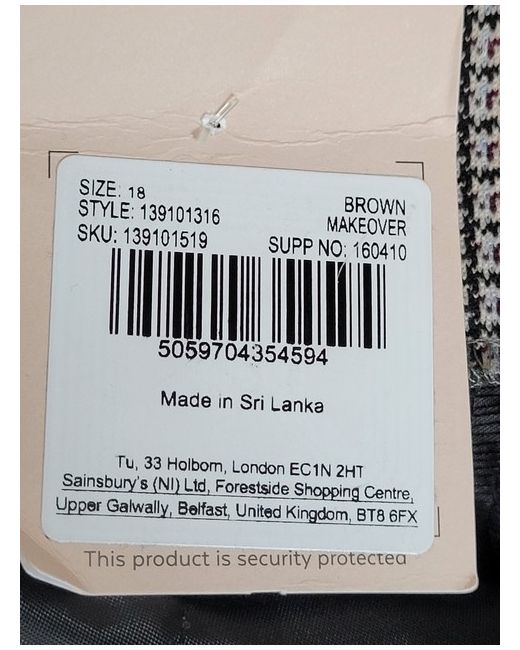 SIZE: 18
BROWN
STYLE: 139101316
MAKEOVER
SKU: 139101519
SUPP NO: 160410
5059704354594
Made in Sri Lanka
Tu, 33 Holborn, London EC1N 2HT
Sainsbury's (NI) Ltd, Forestside Shopping Centre,
Upper Galwally, Belfast, United Kingdom, BT8 6FX
This product is security protected